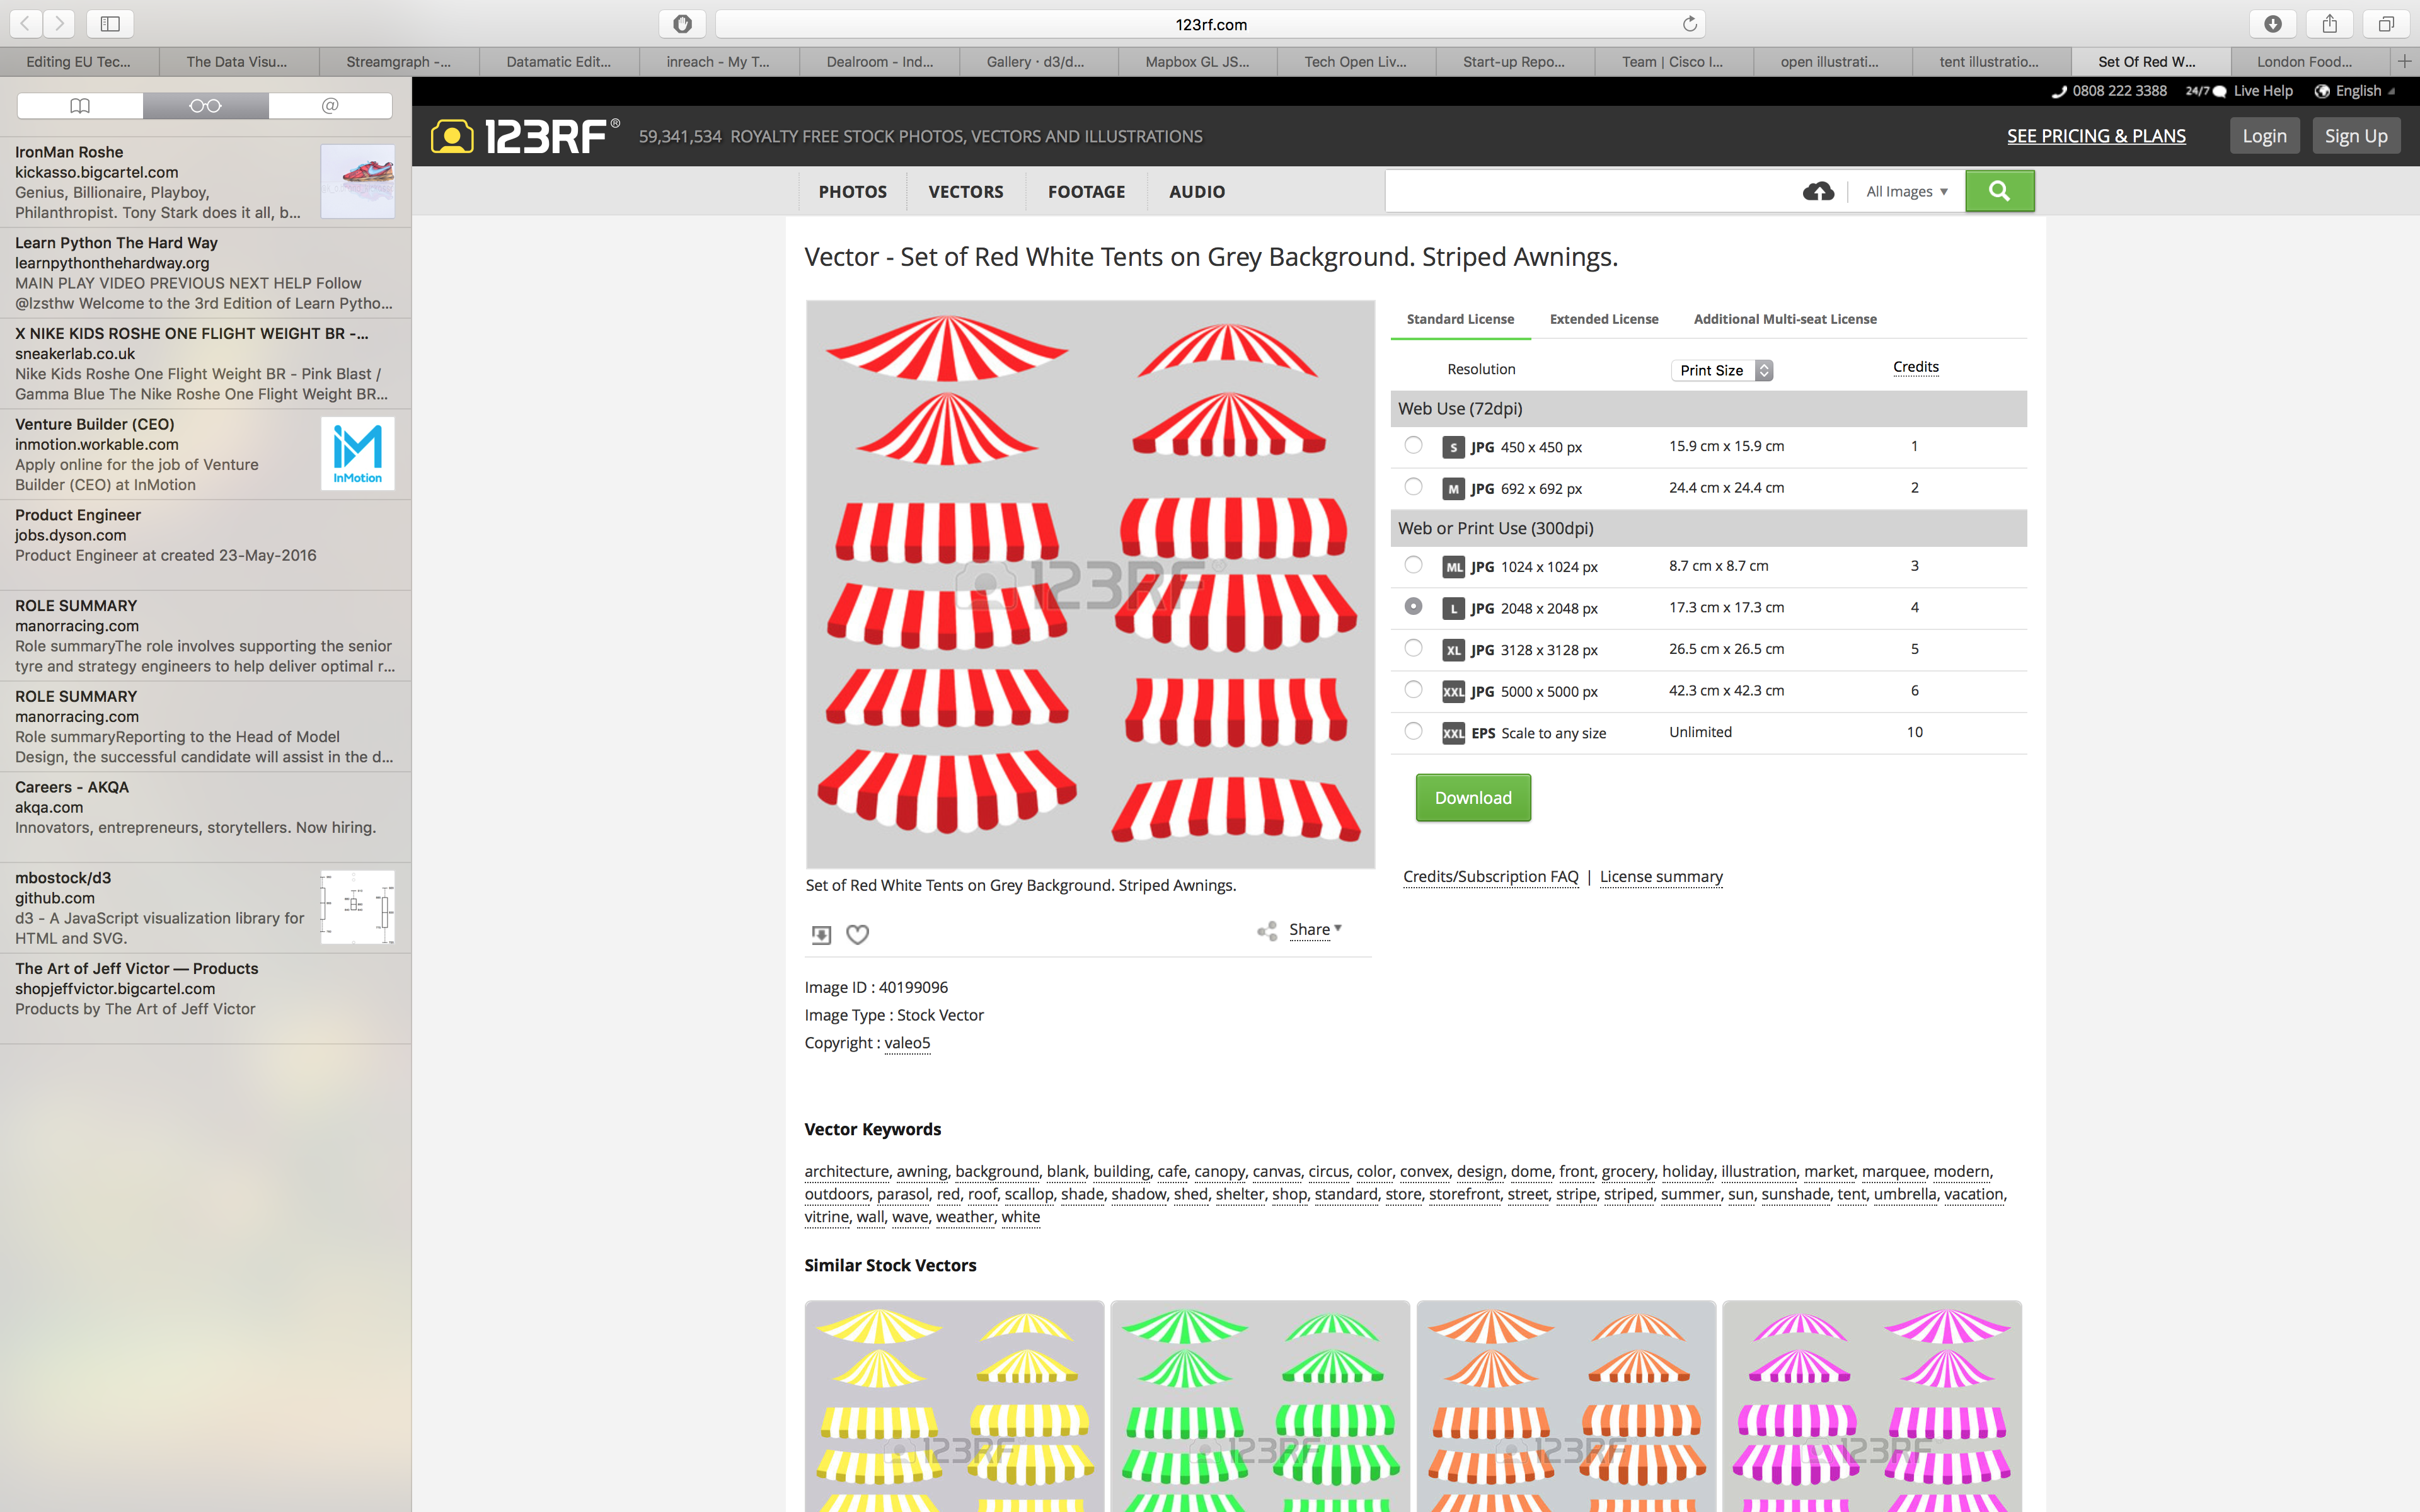 123rf.com
Editing EU Tec...
The Data Visu...
Streamgraph -...
Datamatic Edit...
inreach - My T...
Dealroom - Ind...
Gallery · d3/d...
Mapbox GL JS...
Tech Open Liv...
Start-up Repo...
Team | Cisco I...
open illustrati...
tent illustratio...
Set Of Red W...
London Food...
@
IronMan Roshe
kickasso.bigcartel.com
Genius, Billionaire, Playboy,
Philanthropist. Tony Stark does it all, b...
Learn Python The Hard Way
learnpythonthehardway.org
MAIN PLAY VIDEO PREVIOUS NEXT HELP Follow
@lzsthw Welcome to the 3rd Edition of Learn Pytho...
X NIKE KIDS ROSHE ONE FLIGHT WEIGHT BR -...
sneakerlab.co.uk
Nike Kids Roshe One Flight Weight BR - Pink Blast /
Gamma Blue The Nike Roshe One Flight Weight BR...
Venture Builder (CEO)
inmotion.workable.com
Apply online for the job of Venture
Builder (CEO) at InMotion
InMotion
Product Engineer
jobs.dyson.com
Product Engineer at created 23-May-2016
ROLE SUMMARY
manorracing.com
Role summaryThe role involves supporting the senior
tyre and strategy engineers to help deliver optimal r...
ROLE SUMMARY
manorracing.com
Role summaryReporting to the Head of Model
Design, the successful candidate will assist in the d...
Careers - AKQA
akqa.com
Innovators, entrepreneurs, storytellers. Now hiring.
mbostock/d3
github.com
d3 - A JavaScript visualization library for
HTML and SVG.
The Art of Jeff Victor — Products
shopjeffvictor.bigcartel.com
Products by The Art of Jeff Victor
0808 222 3388 24/7 Live Help English
123RF® 59,341,534 ROYALTY FREE STOCK PHOTOS, VECTORS AND ILLUSTRATIONS
SEE PRICING & PLANS Login Sign Up
PHOTOS VECTORS FOOTAGE AUDIO
All Images
Vector - Set of Red White Tents on Grey Background. Striped Awnings.
123RF
Set of Red White Tents on Grey Background. Striped Awnings.
Share
Standard License Extended License Additional Multi-seat License
Resolution Print Size Credits
Web Use (72dpi)
S JPG 450 x 450 px 15.9 cm x 15.9 cm 1
M JPG 692 x 692 px 24.4 cm x 24.4 cm 2
Web or Print Use (300dpi)
ML JPG 1024 x 1024 px 8.7 cm x 8.7 cm 3
L JPG 2048 x 2048 px 17.3 cm x 17.3 cm 4
XL JPG 3128 x 3128 px 26.5 cm x 26.5 cm 5
XXL JPG 5000 x 5000 px 42.3 cm x 42.3 cm 6
XXL EPS Scale to any size Unlimited 10
Download
Credits/Subscription FAQ | License summary
Image ID : 40199096
Image Type : Stock Vector
Copyright : valeo5
Vector Keywords
architecture, awning, background, blank, building, cafe, canopy, canvas, circus, color, convex, design, dome, front, grocery, holiday, illustration, market, marquee, modern,
outdoors, parasol, red, roof, scallop, shade, shadow, shed, shelter, shop, standard, store, storefront, street, stripe, striped, summer, sun, sunshade, tent, umbrella, vacation,
vitrine, wall, wave, weather, white
Similar Stock Vectors
123RF
123RF
123RF
123RF